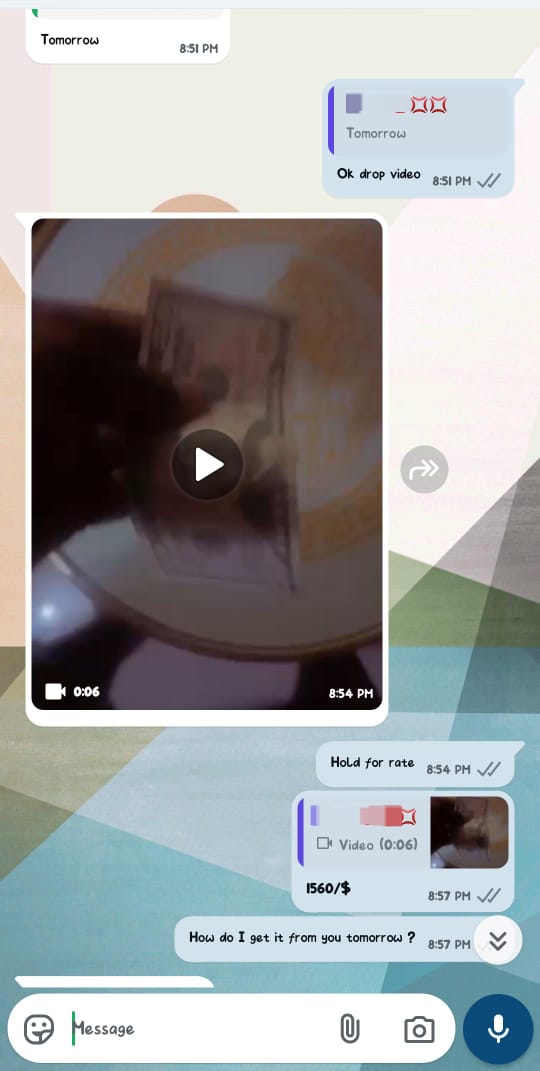 Tomorrow
8:51 PM
Tomorrow
Ok drop video
8:51 PM
0:06
8:54 PM
Hold for rate
8:54 PM
Video (0:06)
1560/$
8:57 PM
How do I get it from you tomorrow ?
8:57 PM
Message